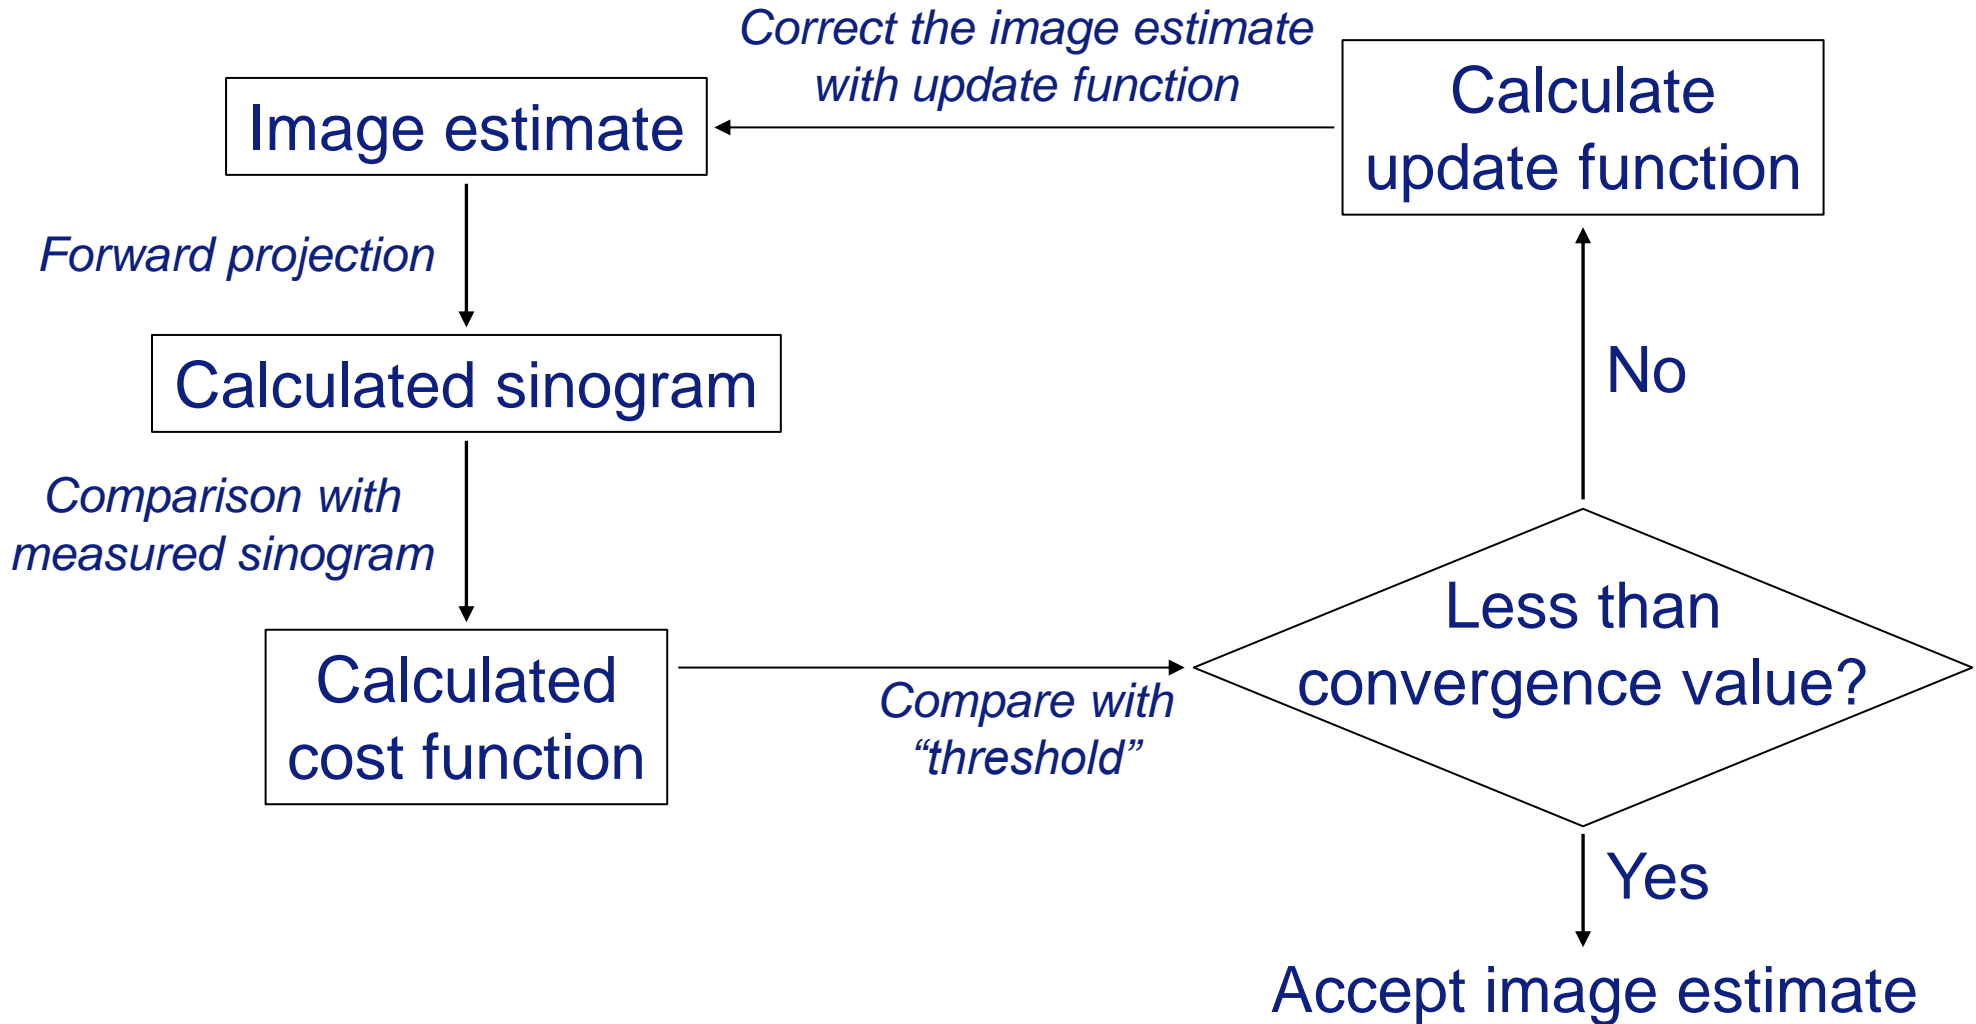 Correct the image estimate
with update function
Image estimate
Calculate
update function
Forward projection
Calculated sinogram
No
Comparison with
measured sinogram
Less than
convergence value?
Calculated
cost function
Compare with
“threshold”
Yes
Accept image estimate